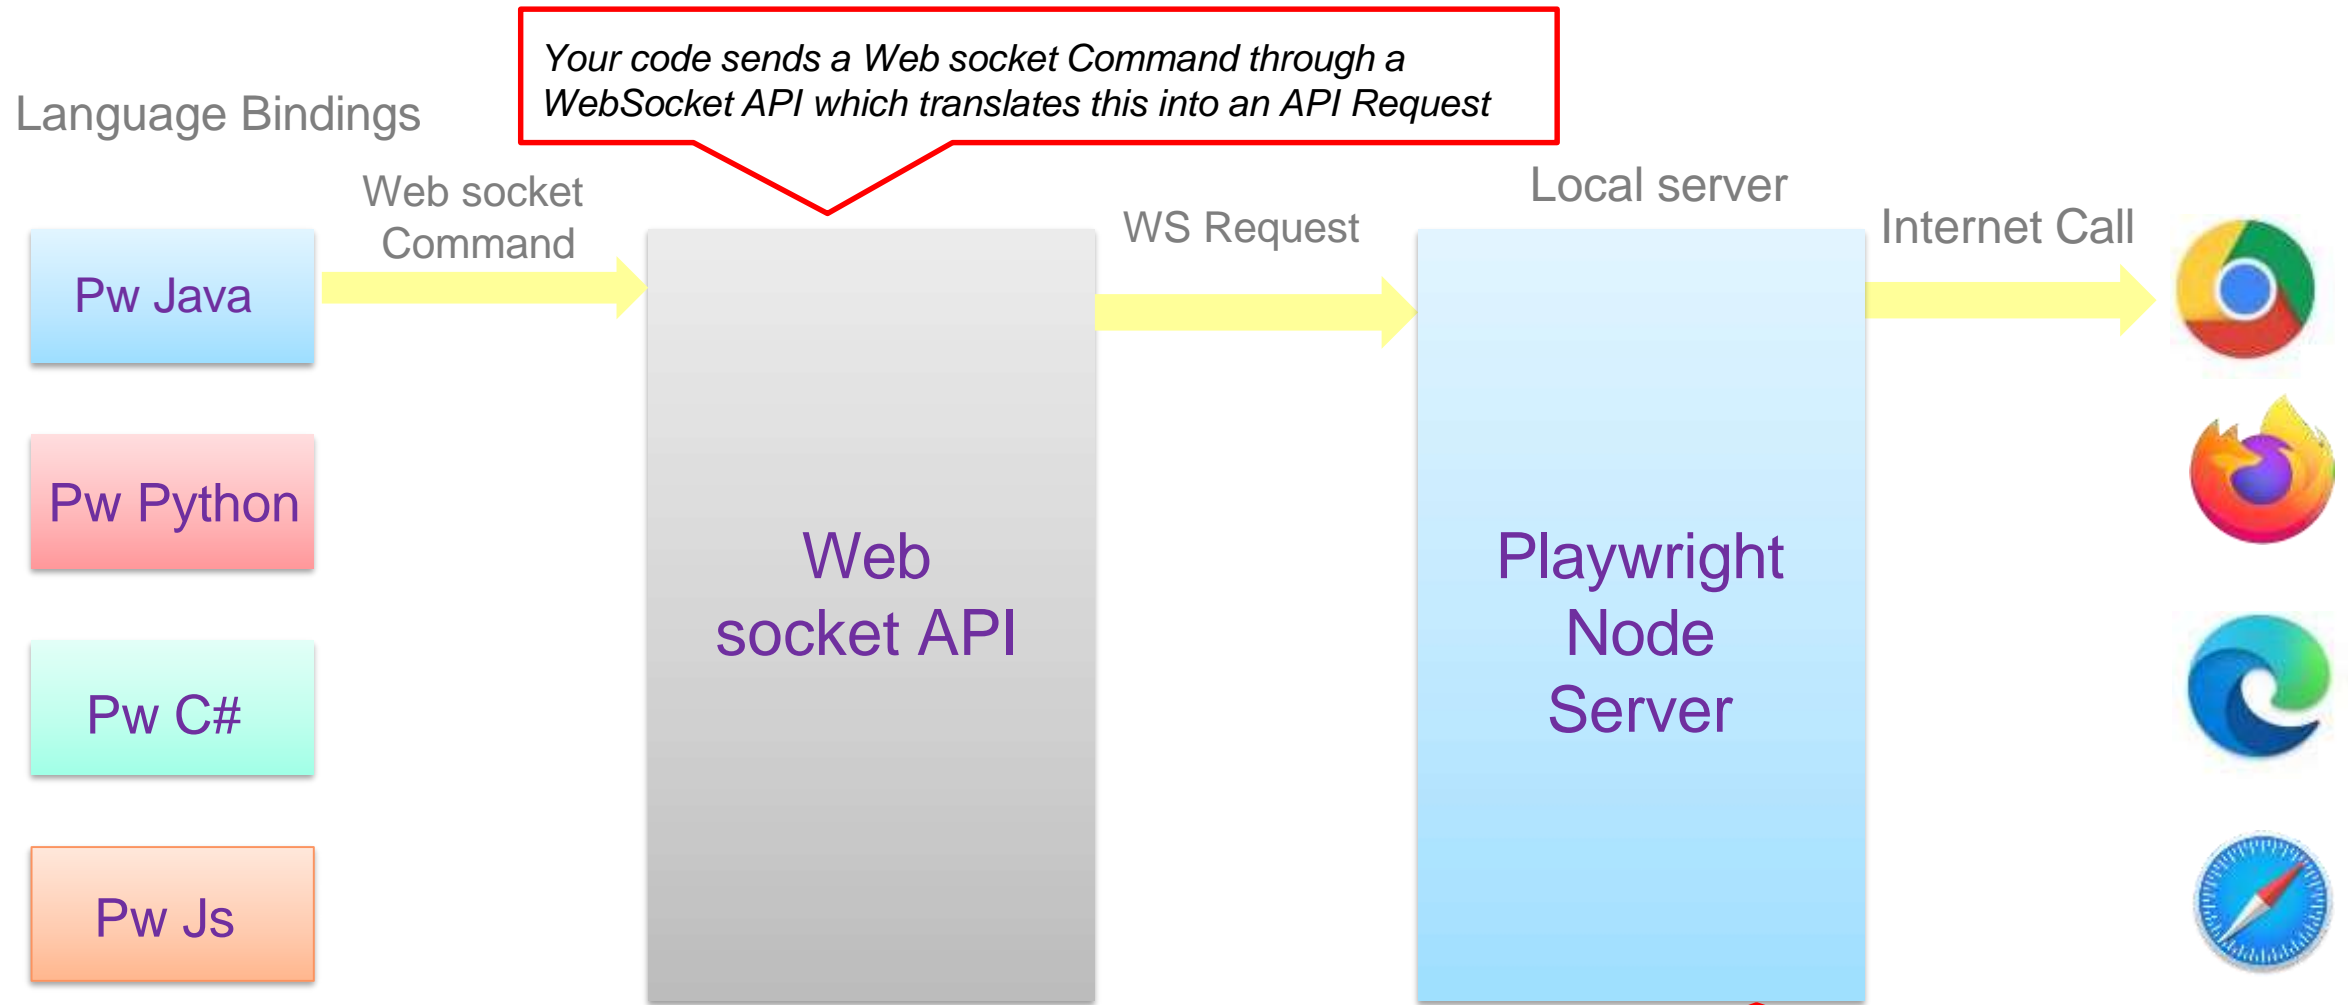 Your code sends a Web socket Command through a
WebSocket API which translates this into an API Request
Language Bindings
Web socket
Command
WS Request
Local server
Internet Call
Pw Java
Pw Python
Pw C#
Pw Js
Web
socket API
Playwright
Node
Server